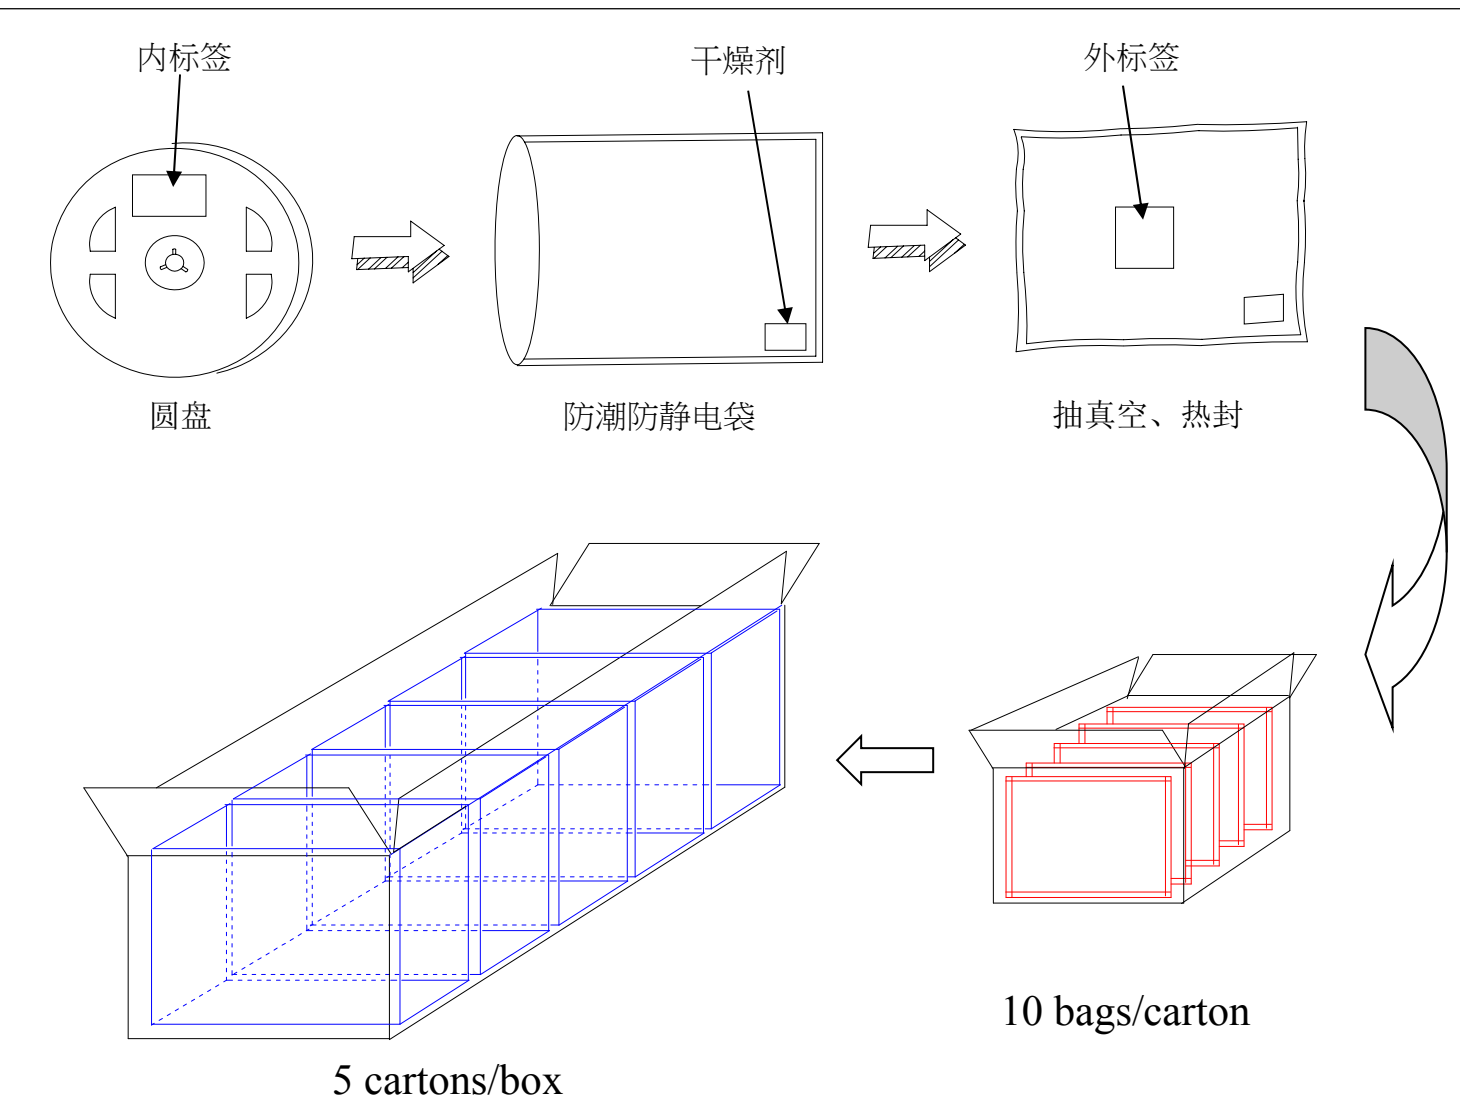 内标签
干燥剂
外标签
圆盘
防潮防静电袋
抽真空、热封
10 bags/carton
5 cartons/box